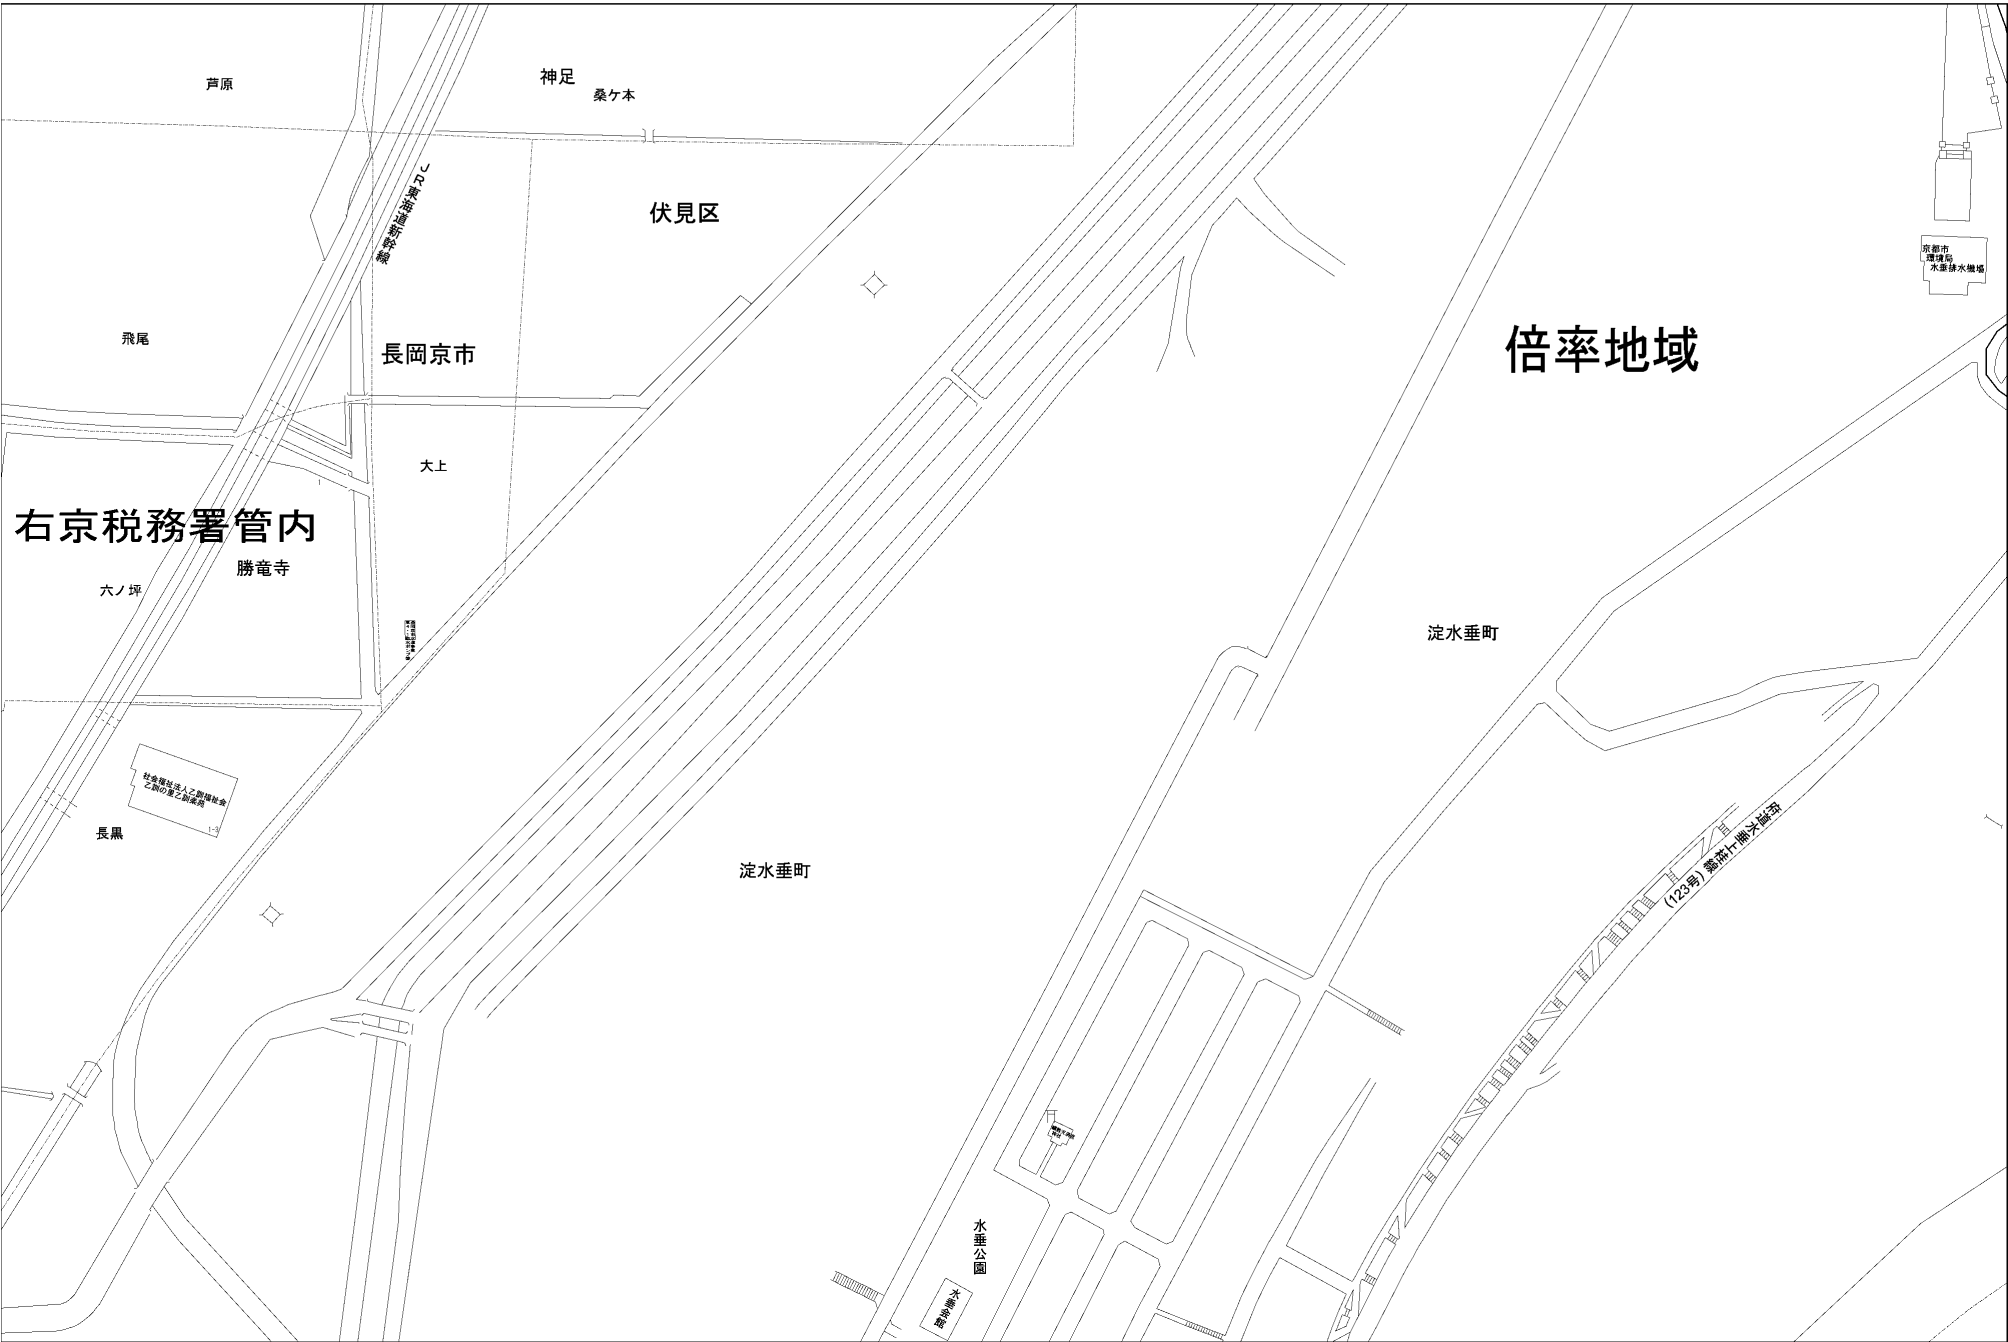 芦原
神足
桑ケ本
JR東海道新幹線
伏見区
京都市
環境局
水垂排水機場
飛尾
長岡京市
倍率地域
大上
右京税務署管内
勝竜寺
六ノ坪
淀水垂町
社会福祉法人乙訓福祉会
乙訓の里乙訓楽苑
1-3
長黒
淀水垂町
府道水垂上桂線(123号)
水垂公園
水垂会館